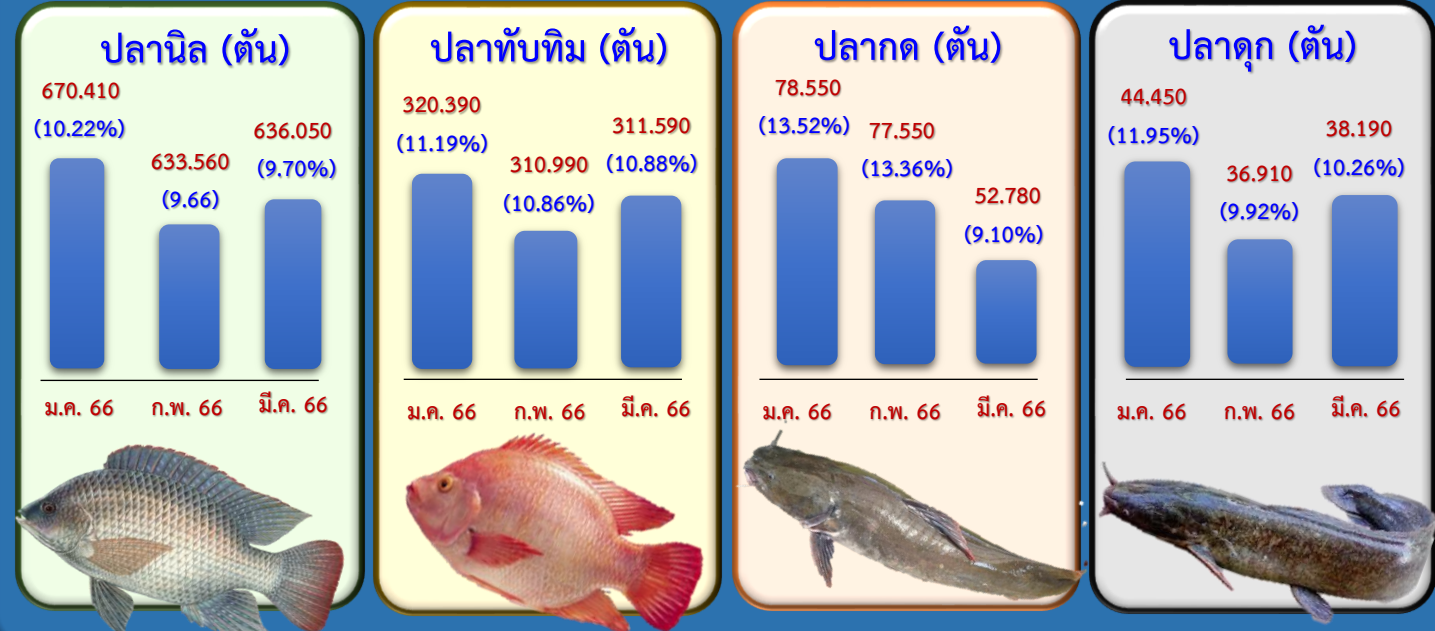 ปลานิล (ตัน)
670.410
(10.22%)
633.560
(9.66)
636.050
(9.70%)
ม.ค. 66
ก.พ. 66
มี.ค. 66
ปลาทับทิม (ตัน)
320.390
(11.19%)
310.990
(10.86%)
311.590
(10.88%)
ม.ค. 66
ก.พ. 66
มี.ค. 66
ปลากด (ตัน)
78.550
(13.52%)
77.550
(13.36%)
52.780
(9.10%)
ม.ค. 66
ก.พ. 66
มี.ค. 66
ปลาดุก (ตัน)
44.450
(11.95%)
36.910
(9.92%)
38.190
(10.26%)
ม.ค. 66
ก.พ. 66
มี.ค. 66